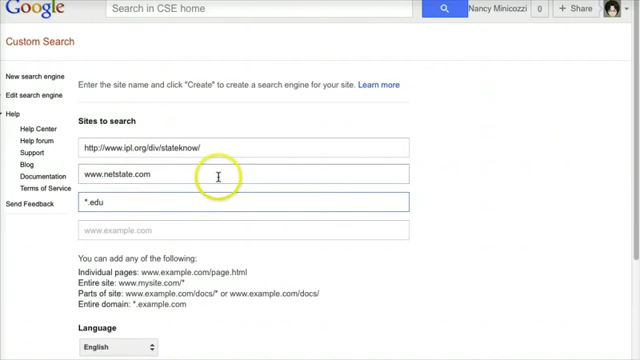 Google Search in CSE home Nancy Minicozzi 0 + Share
Custom Search
New search engine
Edit search engine
Help
Help Center
Help forum
Support
Blog
Documentation
Terms of Service
Send Feedback
Enter the site name and click "Create" to create a search engine for your site. Learn more
Sites to search
http://www.ipl.org/div/stateknow/
www.netstate.com
*.edu
www.example.com
You can add any of the following:
Individual pages: www.example.com/page.html
Entire site: www.mysite.com/*
Parts of site: www.example.com/docs/* or www.example.com/docs/
Entire domain: *.example.com
Language
English